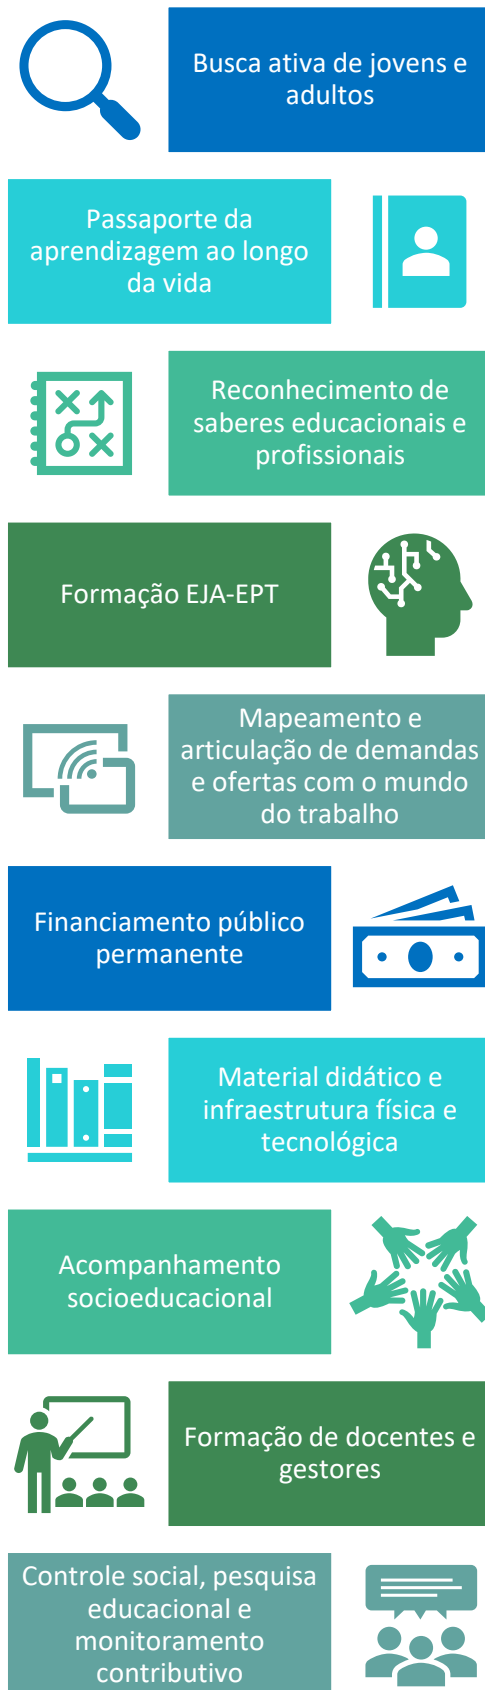 Busca ativa de jovens e
adultos
Passaporte da
aprendizagem ao longo
da vida
Reconhecimento de
saberes educacionais e
profissionais
Formação EJA-EPT
Mapeamento e
articulação de demandas
e ofertas com o mundo
do trabalho
Financiamento público
permanente
Material didático e
infraestrutura física e
tecnológica
Acompanhamento
socioeducacional
Formação de docentes e
gestores
Controle social, pesquisa
educacional e
monitoramento
contributivo